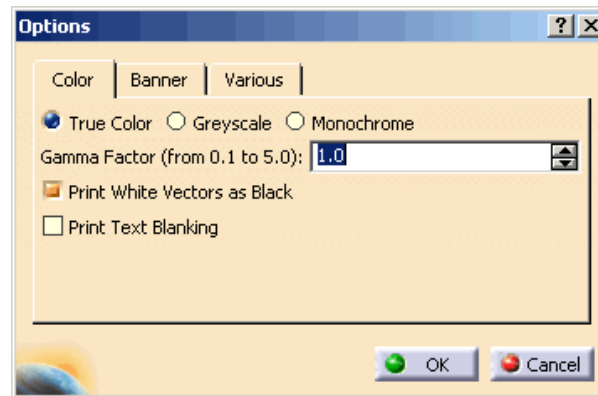 Options
Color Banner Various
True Color Greyscale Monochrome
Gamma Factor (from 0.1 to 5.0): 1.0
Print White Vectors as Black
Print Text Blanking
OK Cancel